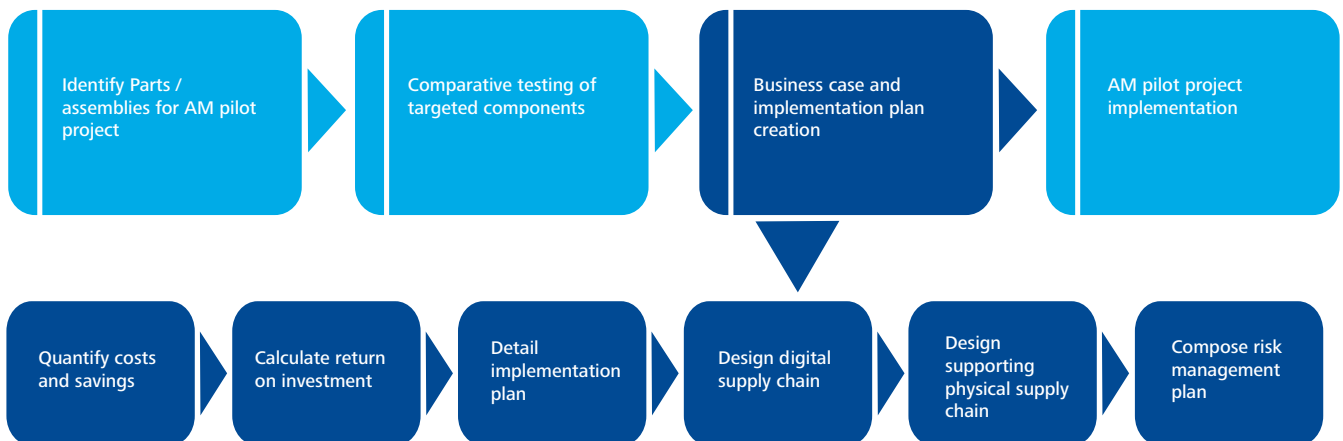 Identify Parts /
assemblies for AM pilot
project
Comparative testing of
targeted components
Business case and
implementation plan
creation
AM pilot project
implementation
Quantify costs
and savings
Calculate return
on investment
Detail
implementation
plan
Design digital
supply chain
Design
supporting
physical supply
chain
Compose risk
management
plan